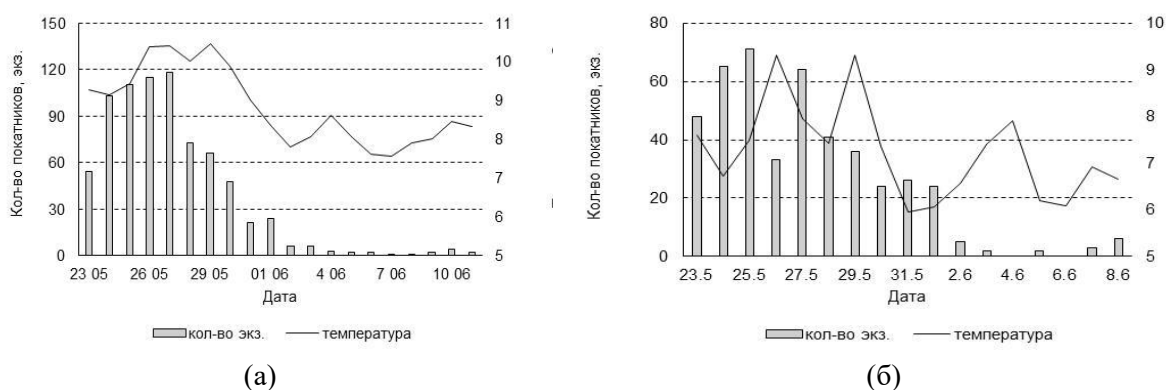 150
120
90
60
30
0
11
10
9
8
7
6
5
Кол-во покатников, экз.
23 05 26 05 29 05 01 06 4 06 7 06 10 06
Дата
кол-во экз. температура
(а)
80
60
40
20
0
10
9
8
7
6
5
Кол-во покатников, экз.
23.5 25.5 27.5 29.5 31.5 2.6 4.6 6.6 8.6
Дата
кол-во экз. температура
(б)